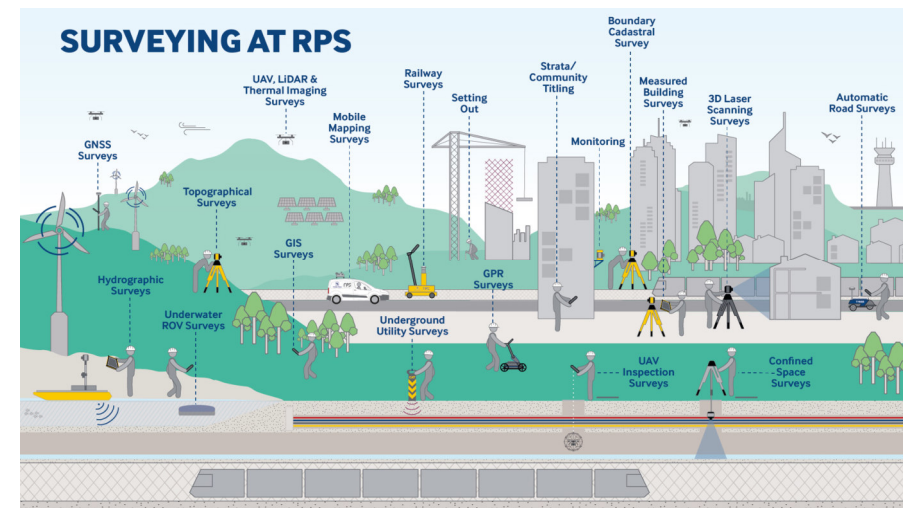 SURVEYING AT RPS
Boundary
Cadastral
Survey
UAV, LiDAR &
Thermal Imaging
Surveys
Railway
Surveys
Strata/
Community
Titling
Measured
Building
Surveys
Setting
Out
3D Laser
Scanning
Surveys
Automatic
Road Surveys
Mobile
Mapping
Surveys
GNSS
Surveys
Monitoring
Topographical
Surveys
GIS
Surveys
GPR
Surveys
Hydrographic
Surveys
Underwater
ROV Surveys
Underground
Utility Surveys
UAV
Inspection
Surveys
Confined
Space
Surveys
rps